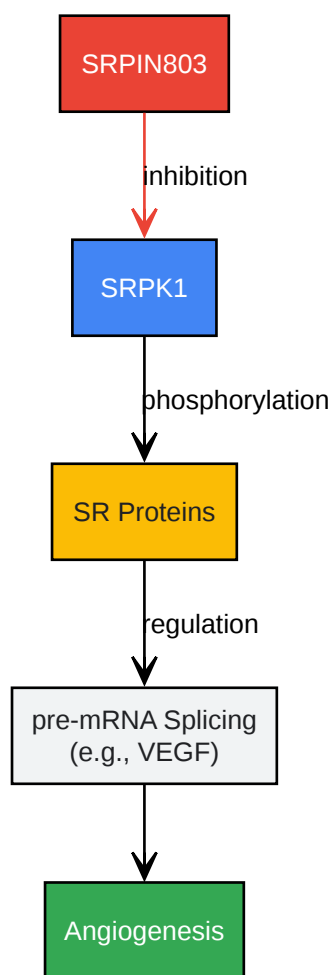 SRPIN803
inhibition
SRPK1
phosphorylation
SR Proteins
regulation
pre-mRNA Splicing
(e.g., VEGF)
Angiogenesis